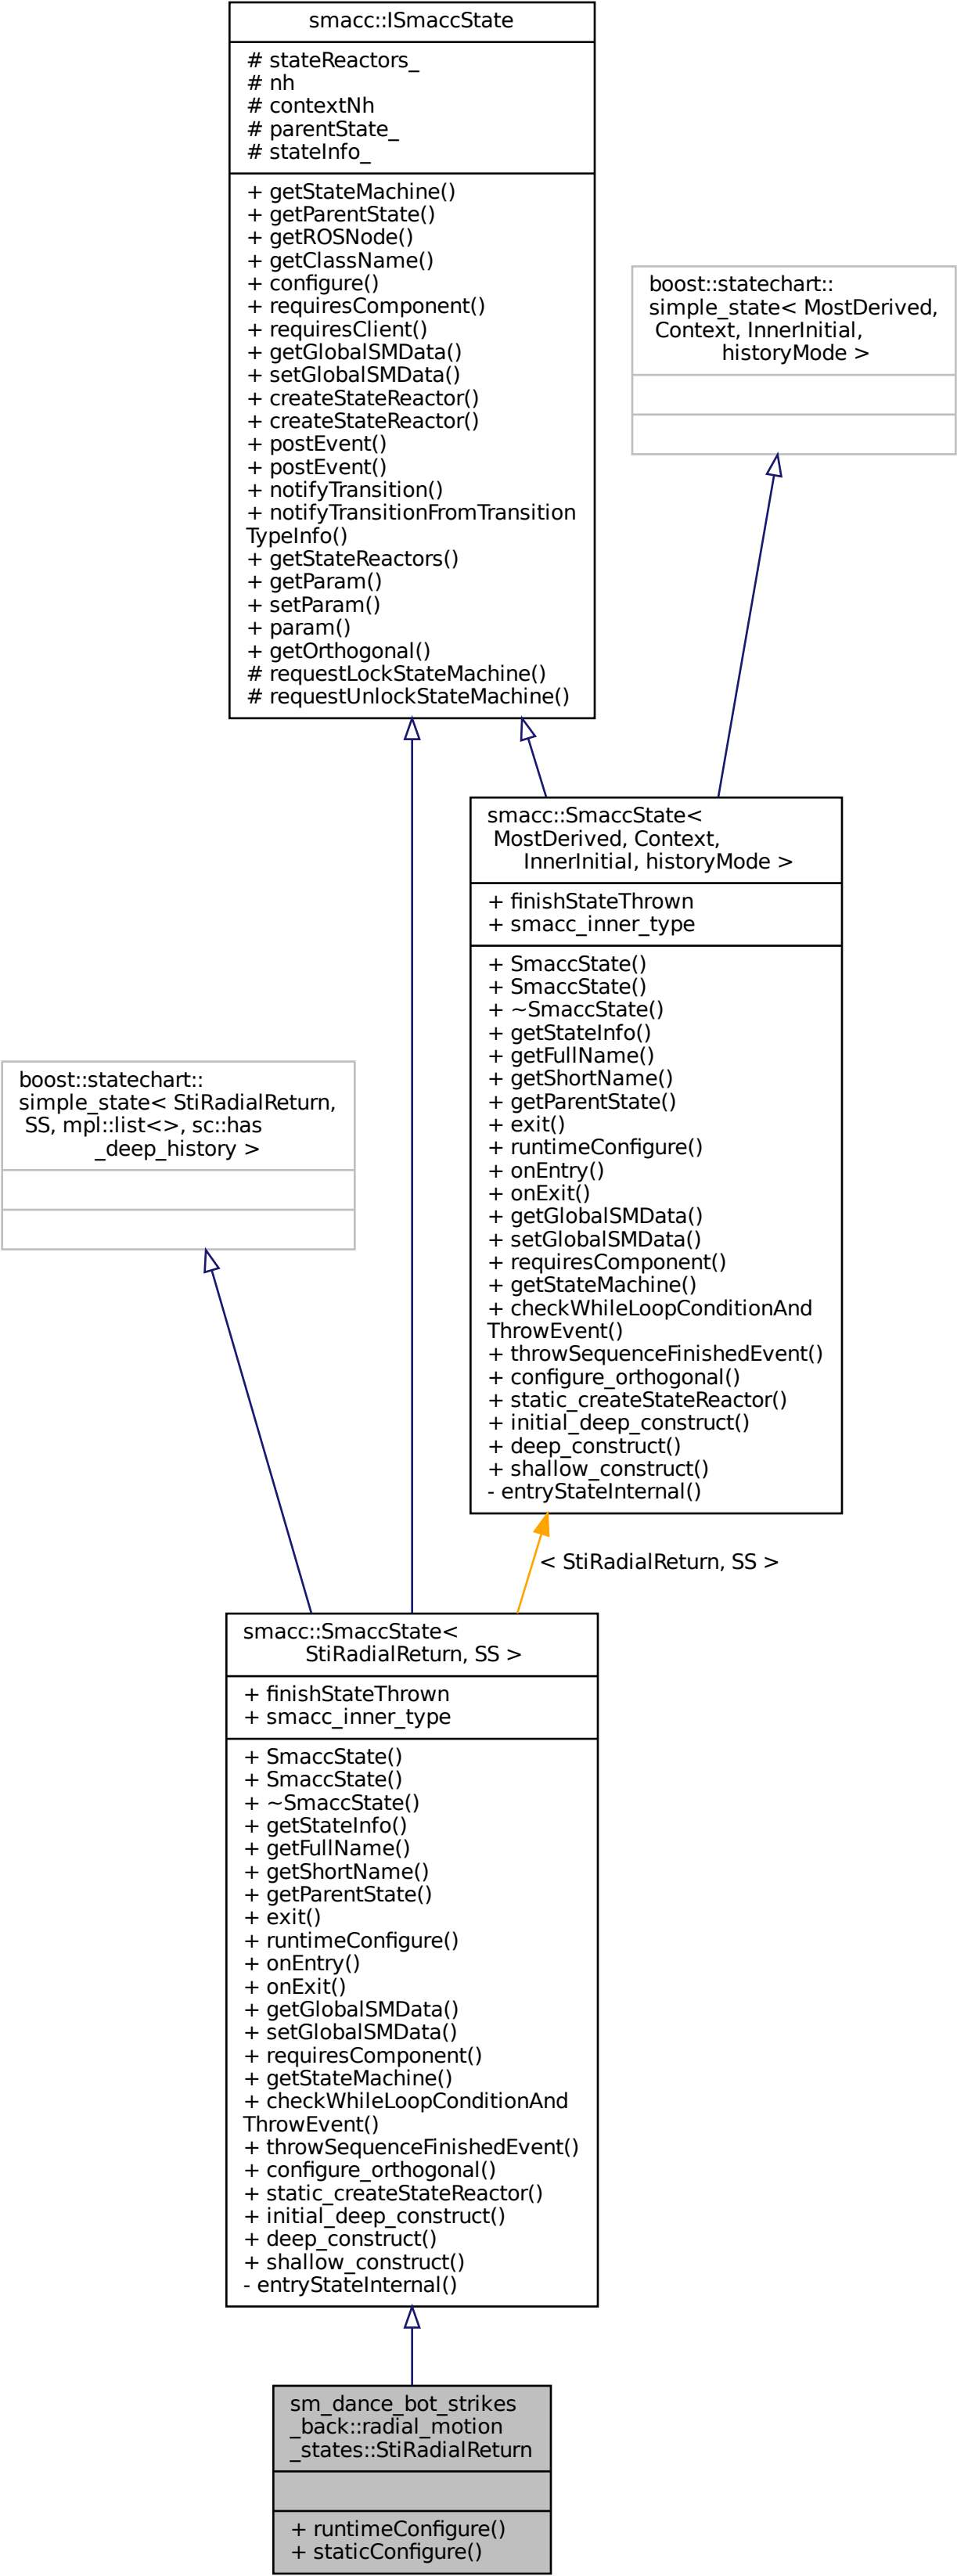 smacc::ISmaccState
# stateReactors_
# nh
# contextNh
# parentState_
# stateInfo_
+ getStateMachine()
+ getParentState()
+ getROSNode()
+ getClassName()
+ configure()
+ requiresComponent()
+ requiresClient()
+ getGlobalSMData()
+ setGlobalSMData()
+ createStateReactor()
+ createStateReactor()
+ postEvent()
+ postEvent()
+ notifyTransition()
+ notifyTransitionFromTransition
TypeInfo()
+ getStateReactors()
+ getParam()
+ setParam()
+ param()
+ getOrthogonal()
# requestLockStateMachine()
# requestUnlockStateMachine()
boost::statechart::
simple_state< MostDerived,
Context, InnerInitial,
historyMode >
smacc::SmaccState<
MostDerived, Context,
InnerInitial, historyMode >
+ finishStateThrown
+ smacc_inner_type
+ SmaccState()
+ SmaccState()
+ ~SmaccState()
+ getStateInfo()
+ getFullName()
+ getShortName()
+ getParentState()
+ exit()
+ runtimeConfigure()
+ onEntry()
+ onExit()
+ getGlobalSMData()
+ setGlobalSMData()
+ requiresComponent()
+ getStateMachine()
+ checkWhileLoopConditionAnd
ThrowEvent()
+ throwSequenceFinishedEvent()
+ configure_orthogonal()
+ static_createStateReactor()
+ initial_deep_construct()
+ deep_construct()
+ shallow_construct()
- entryStateInternal()
boost::statechart::
simple_state< StiRadialReturn,
SS, mpl::list<>, sc::has
_deep_history >
< StiRadialReturn, SS >
smacc::SmaccState<
StiRadialReturn, SS >
+ finishStateThrown
+ smacc_inner_type
+ SmaccState()
+ SmaccState()
+ ~SmaccState()
+ getStateInfo()
+ getFullName()
+ getShortName()
+ getParentState()
+ exit()
+ runtimeConfigure()
+ onEntry()
+ onExit()
+ getGlobalSMData()
+ setGlobalSMData()
+ requiresComponent()
+ getStateMachine()
+ checkWhileLoopConditionAnd
ThrowEvent()
+ throwSequenceFinishedEvent()
+ configure_orthogonal()
+ static_createStateReactor()
+ initial_deep_construct()
+ deep_construct()
+ shallow_construct()
- entryStateInternal()
sm_dance_bot_strikes
_back::radial_motion
_states::StiRadialReturn
+ runtimeConfigure()
+ staticConfigure()